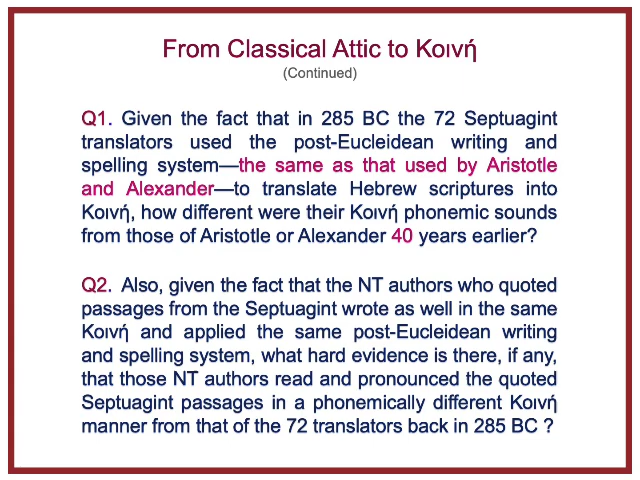 From Classical Attic to Κοινή
(Continued)
Q1. Given the fact that in 285 BC the 72 Septuagint
translators used the post-Eucleidean writing and
spelling system—the same as that used by Aristotle
and Alexander—to translate Hebrew scriptures into
Κοινή, how different were their Κοινή phonemic sounds
from those of Aristotle or Alexander 40 years earlier?
Q2. Also, given the fact that the NT authors who quoted
passages from the Septuagint wrote as well in the same
Κοινή and applied the same post-Eucleidean writing
and spelling system, what hard evidence is there, if any,
that those NT authors read and pronounced the quoted
Septuagint passages in a phonemically different Κοινή
manner from that of the 72 translators back in 285 BC ?